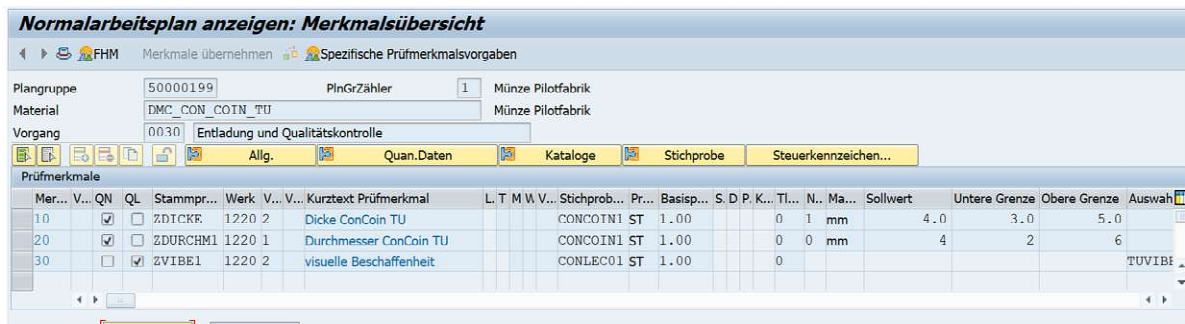 Normalarbeitsplan anzeigen: Merkmalsübersicht
FHM Merkmale übernehmen Spezifische Prüfmerkmalsvorgaben
Plangruppe 50000199 PlnGrZähler 1 Münze Pilotfabrik
Material DMC_CON_COIN_TU Münze Pilotfabrik
Vorgang 0030 Entladung und Qualitätskontrolle
Allg. Quan.Daten Kataloge Stichprobe Steuerkennzeichen...
Prüfmerkmale
Mer... V... QN QL Stammpr... Werk V... V... Kurztext Prüfmerkmal L. T M W V... Stichprob... Pr... Basisp... S. D P. K... Tl... N.. Ma... Sollwert Untere Grenze Obere Grenze Auswah
10 ZDICKE 1220 2 Dicke ConCoin TU CONCOIN1 ST 1.00 0 1 mm 4.0 3.0 5.0
20 ZDURCHM1 1220 1 Durchmesser ConCoin TU CONCOIN1 ST 1.00 0 0 mm 4 2 6
30 ZVIBE1 1220 2 visuelle Beschaffenheit CONLEC01 ST 1.00 0 TUVIBE